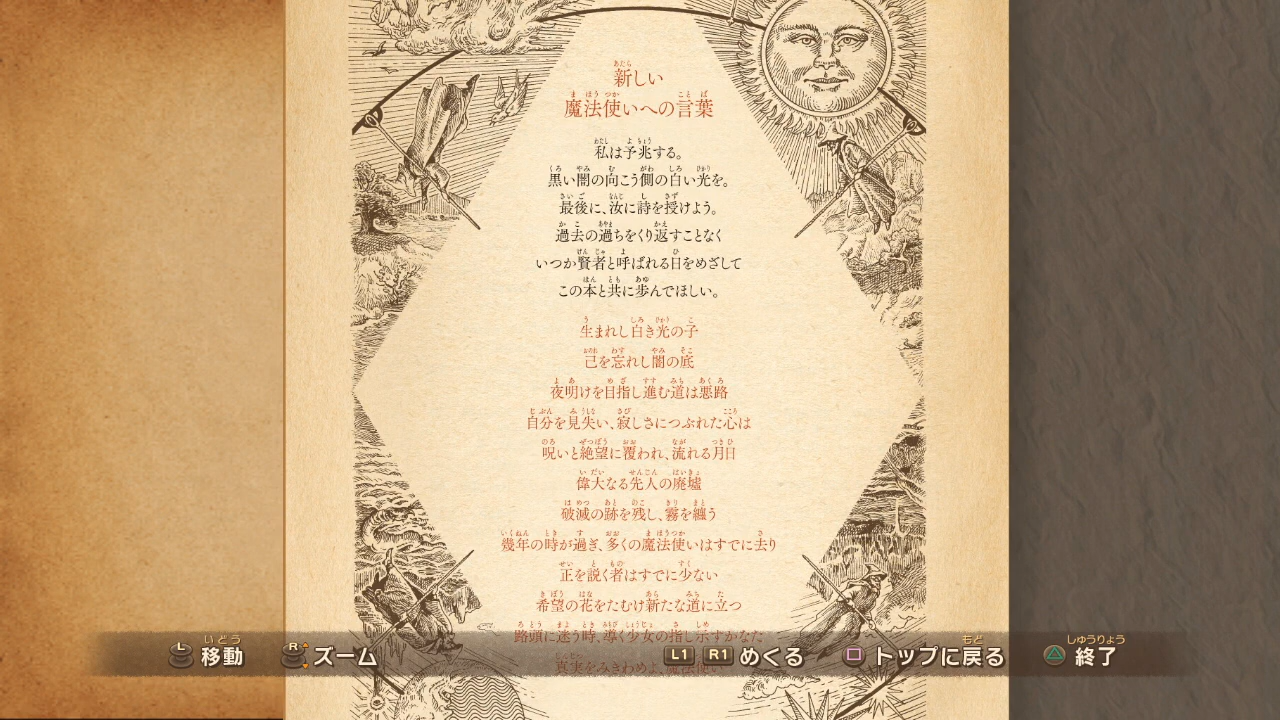 新しい
魔法使いへの言葉
私は予兆する。
黒い闇の向こう側の白い光を。
最後に、汝に詩を授けよう。
過去の過ちをくり返すことなく
いつか賢者と呼ばれる日をめざして
この本と共に歩んでほしい。
生まれし白き光の子
己を忘れし闇の底
夜明けを目指し進む道は悪路
自分を見失い、寂しさにつぶれた心は
呪いと絶望に覆われ、流れる月日
偉大なる先人の廃墟
破滅の跡を残し、霧を纏う
幾年の時が過ぎ、多くの魔法使いはすでに去り
正を説く者はすでに少ない
希望の花をたむけ新たな道に立つ
路頭に迷う時、導く少女の指し示すかなた
真実をみきわめよ、魔法使い
L 移動 R ズーム L1 R1 めくる トップに戻る 終了